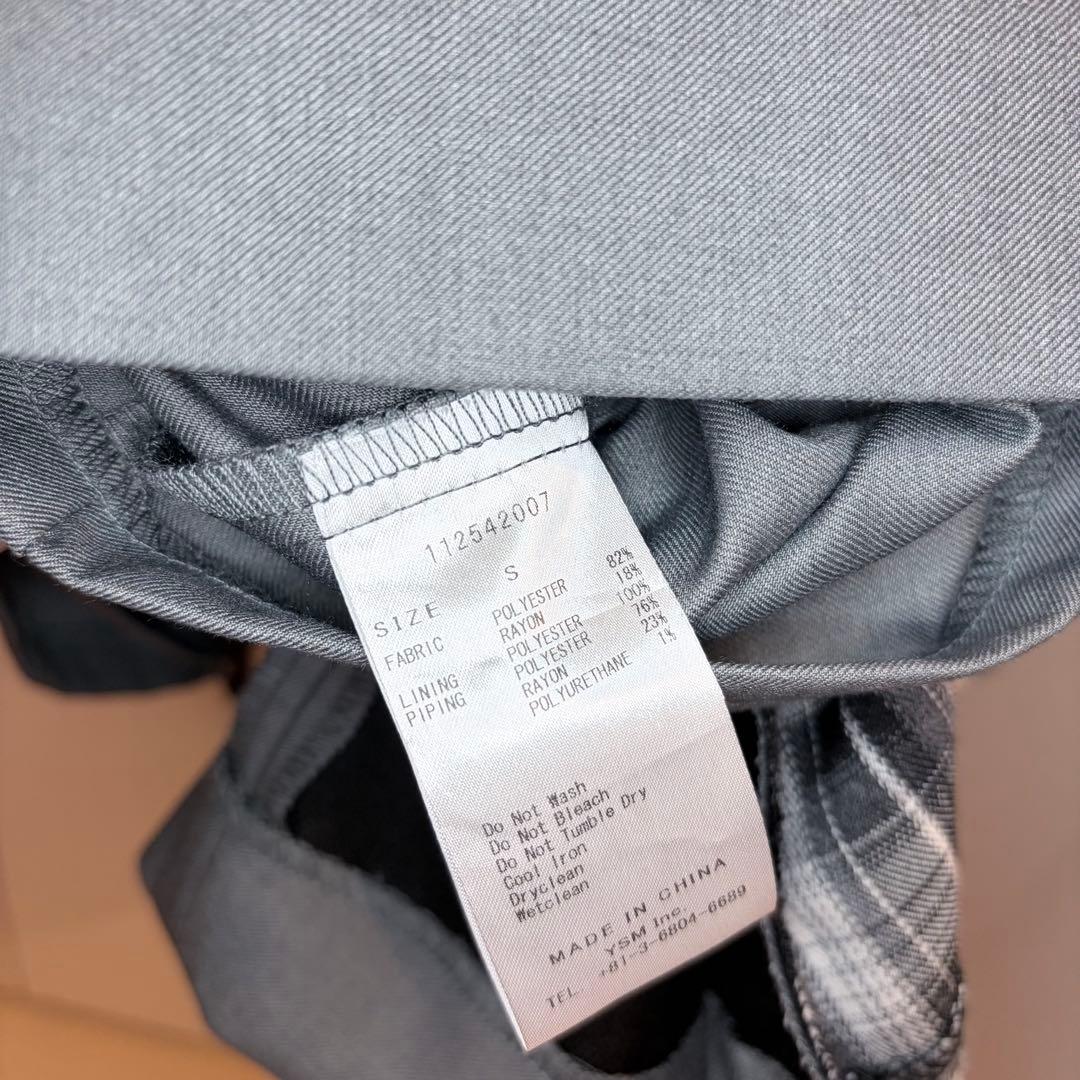 112542007
SIZE S
FABRIC POLYESTER 82%
RAYON 18%
LINING POLYESTER 100%
PIPING POLYESTER 76%
RAYON 23%
POLYURETHANE 1%
Do Not Wash
Do Not Bleach
Do Not Tumble Dry
Cool Iron
Dryclean
Wetclean
MADE IN CHINA
YSM Inc.
TEL. +81-3-6804-6689